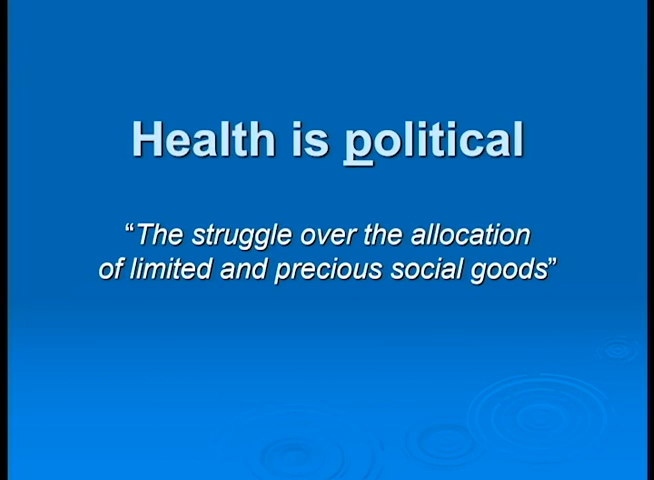 Health is political
“The struggle over the allocation
of limited and precious social goods”